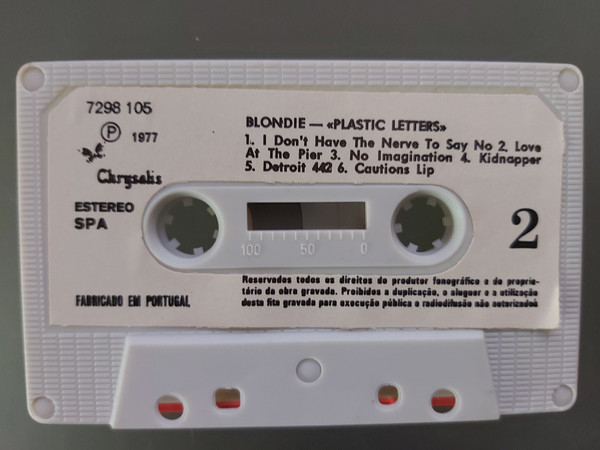 7298 105
Ⓟ 1977
Chrysalis
ESTEREO
SPA
BLONDIE — «PLASTIC LETTERS»
1. I Don't Have The Nerve To Say No 2. Love
At The Pier 3. No Imagination 4. Kidnapper
5. Detroit 442 6. Cautions Lip
100 50 0
2
FABRICADO EM PORTUGAL
Reservados todos os direitos do produtor fonográfico e do proprie-
tário da obra gravada. Proibidos a duplicação, o aluguer e a utilização
desta fita gravada para execução pública e radiodifusão não autorizados